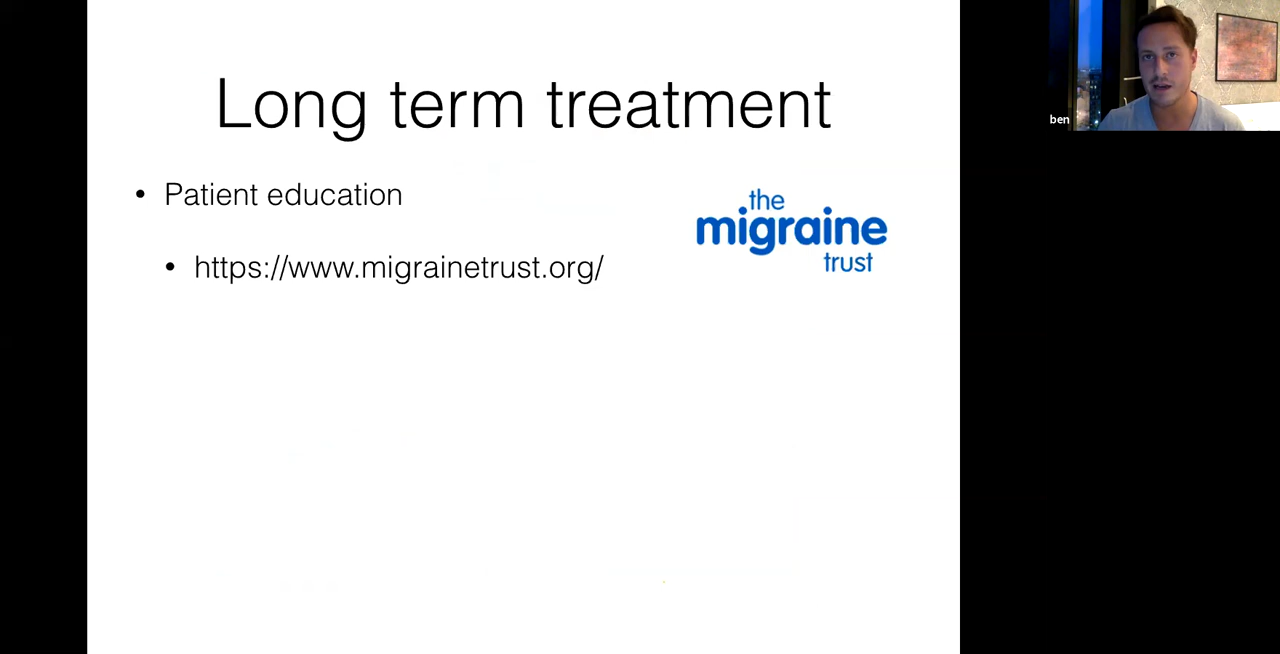 Long term treatment
• Patient education
• https://www.migrainetrust.org/
the
migraine
trust
ben